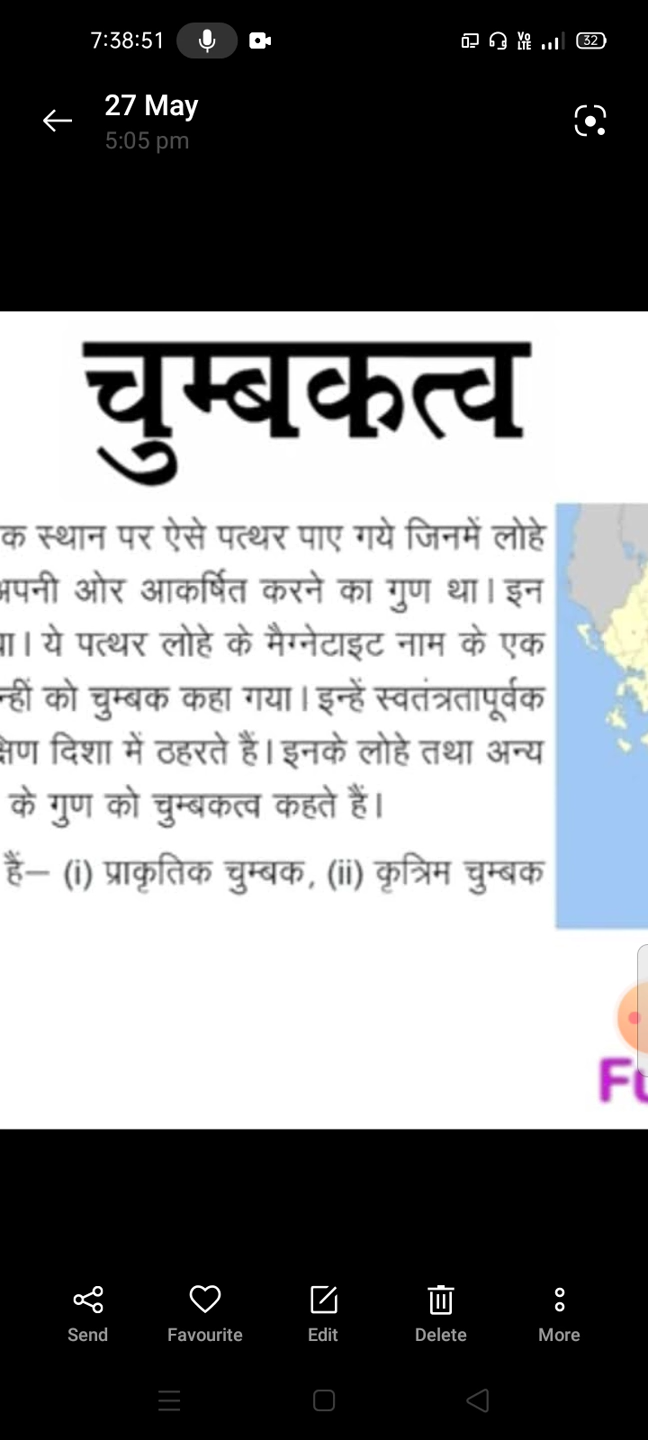 7:38:51
Vo LTE 32
27 May
5:05 pm
चुम्बकत्व
क स्थान पर ऐसे पत्थर पाए गये जिनमें लोहे
अपनी ओर आकर्षित करने का गुण था। इन
था। ये पत्थर लोहे के मैग्नेटाइट नाम के एक
न्हीं को चुम्बक कहा गया। इन्हें स्वतंत्रतापूर्वक
क्षिण दिशा में ठहरते हैं। इनके लोहे तथा अन्य
के गुण को चुम्बकत्व कहते हैं।
हैं— (i) प्राकृतिक चुम्बक, (ii) कृत्रिम चुम्बक
Fu
Send Favourite Edit Delete More